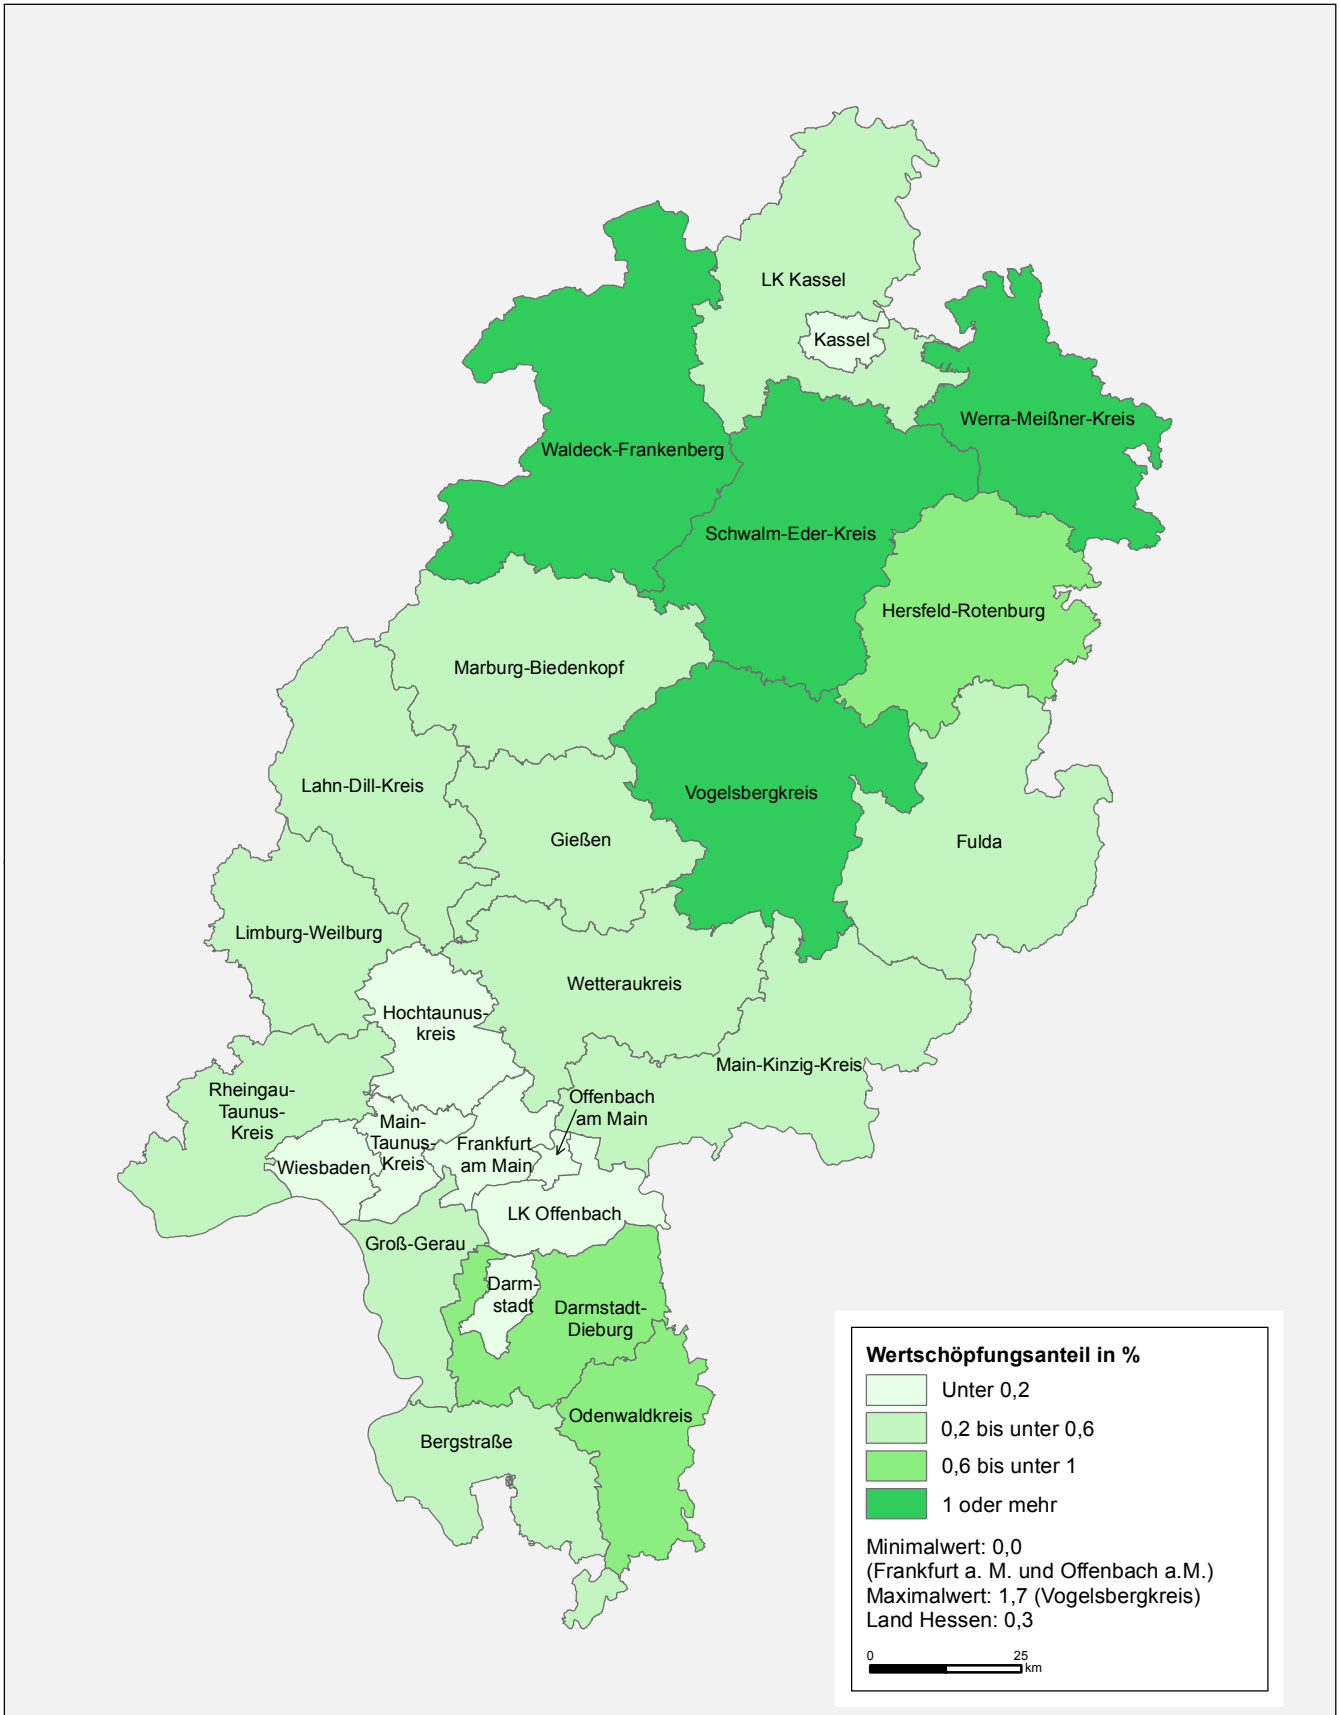 LK Kassel
Kassel
Werra-Meißner-Kreis
Waldeck-Frankenberg
Schwalm-Eder-Kreis
Hersfeld-Rotenburg
Marburg-Biedenkopf
Lahn-Dill-Kreis
Vogelsbergkreis
Gießen
Fulda
Limburg-Weilburg
Wetteraukreis
Hochtaunus-
kreis
Main-Kinzig-Kreis
Rheingau-
Taunus-
Kreis
Offenbach
am Main
Main-
Taunus-
Kreis
Frankfurt
am Main
Wiesbaden
LK Offenbach
Groß-Gerau
Darm-
stadt
Darmstadt-
Dieburg
Odenwaldkreis
Bergstraße
Wertschöpfungsanteil in %
Unter 0,2
0,2 bis unter 0,6
0,6 bis unter 1
1 oder mehr
Minimalwert: 0,0
(Frankfurt a. M. und Offenbach a.M.)
Maximalwert: 1,7 (Vogelsbergkreis)
Land Hessen: 0,3
0 25
km